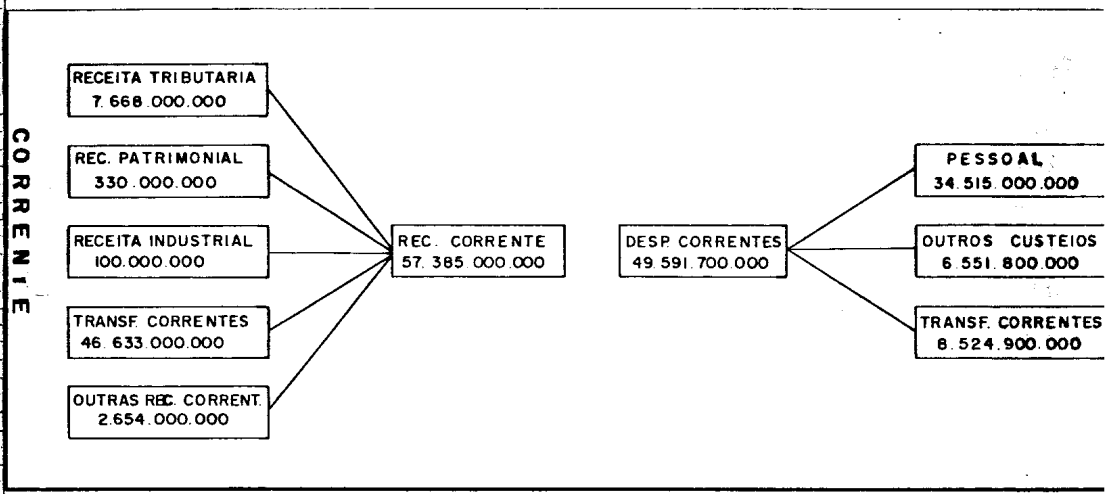 CORRENTE
RECEITA TRIBUTARIA
7.668.000.000
REC. PATRIMONIAL
330.000.000
RECEITA INDUSTRIAL
100.000.000
TRANSF. CORRENTES
46.633.000.000
OUTRAS REC. CORRENT.
2.654.000.000
REC. CORRENTE
57.385.000.000
DESP. CORRENTES
49.591.700.000
PESSOAL
34.515.000.000
OUTROS CUSTEIOS
6.551.800.000
TRANSF. CORRENTES
8.524.900.000